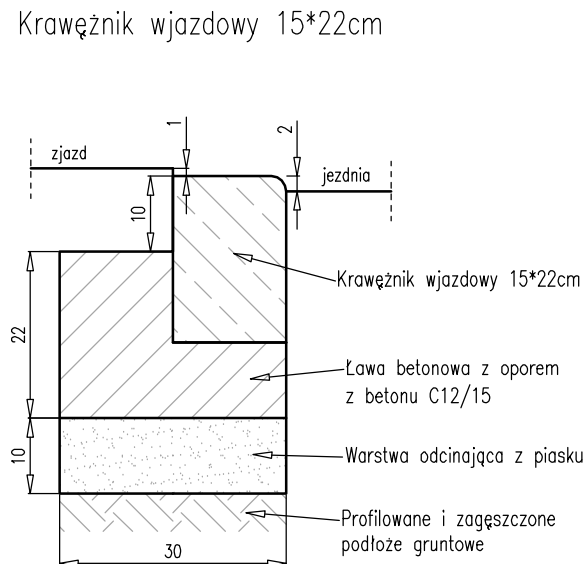 Krawężnik wjazdowy 15*22cm
1
2
zjazd
jezdnia
10
Krawężnik wjazdowy 15*22cm
22
Ława betonowa z oporem
z betonu C12/15
10
Warstwa odcinająca z piasku
Profilowane i zagęszczone
podłoże gruntowe
30